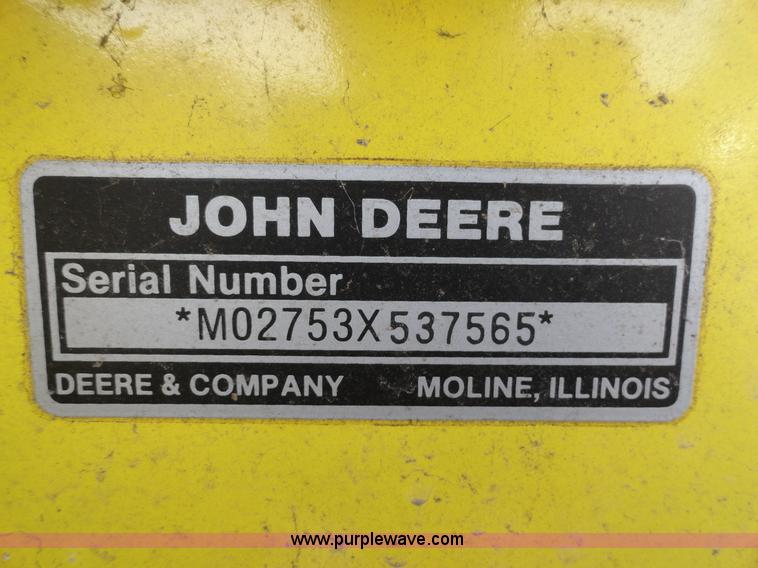 JOHN DEERE
Serial Number
*M02753X537565*
DEERE & COMPANY MOLINE, ILLINOIS
www.purplewave.com